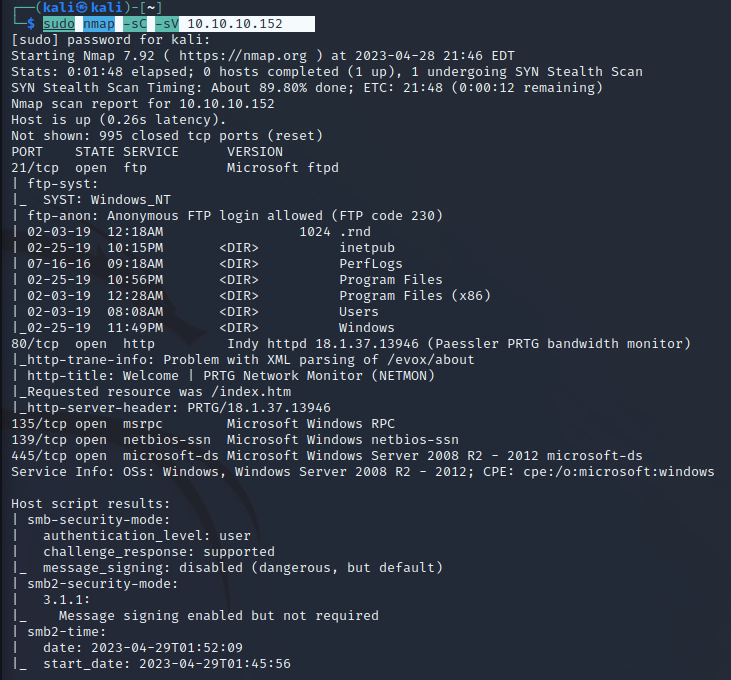 ┌──(kali㉿kali)-[~]
└─$ sudo nmap -sC -sV 10.10.10.152
[sudo] password for kali:
Starting Nmap 7.92 ( https://nmap.org ) at 2023-04-28 21:46 EDT
Stats: 0:01:48 elapsed; 0 hosts completed (1 up), 1 undergoing SYN Stealth Scan
SYN Stealth Scan Timing: About 89.80% done; ETC: 21:48 (0:00:12 remaining)
Nmap scan report for 10.10.10.152
Host is up (0.26s latency).
Not shown: 995 closed tcp ports (reset)
PORT    STATE SERVICE      VERSION
21/tcp  open  ftp          Microsoft ftpd
| ftp-syst:
|_  SYST: Windows_NT
| ftp-anon: Anonymous FTP login allowed (FTP code 230)
| 02-03-19  12:18AM                 1024 .rnd
| 02-25-19  10:15PM       <DIR>          inetpub
| 07-16-16  09:18AM       <DIR>          PerfLogs
| 02-25-19  10:56PM       <DIR>          Program Files
| 02-03-19  12:28AM       <DIR>          Program Files (x86)
| 02-03-19  08:08AM       <DIR>          Users
|_02-25-19  11:49PM       <DIR>          Windows
80/tcp  open  http         Indy httpd 18.1.37.13946 (Paessler PRTG bandwidth monitor)
|_http-trane-info: Problem with XML parsing of /evox/about
| http-title: Welcome | PRTG Network Monitor (NETMON)
|_Requested resource was /index.htm
|_http-server-header: PRTG/18.1.37.13946
135/tcp open  msrpc        Microsoft Windows RPC
139/tcp open  netbios-ssn  Microsoft Windows netbios-ssn
445/tcp open  microsoft-ds Microsoft Windows Server 2008 R2 - 2012 microsoft-ds
Service Info: OSs: Windows, Windows Server 2008 R2 - 2012; CPE: cpe:/o:microsoft:windows

Host script results:
| smb-security-mode:
|   authentication_level: user
|   challenge_response: supported
|_  message_signing: disabled (dangerous, but default)
| smb2-security-mode:
|   3.1.1:
|_    Message signing enabled but not required
| smb2-time:
|   date: 2023-04-29T01:52:09
|_  start_date: 2023-04-29T01:45:56